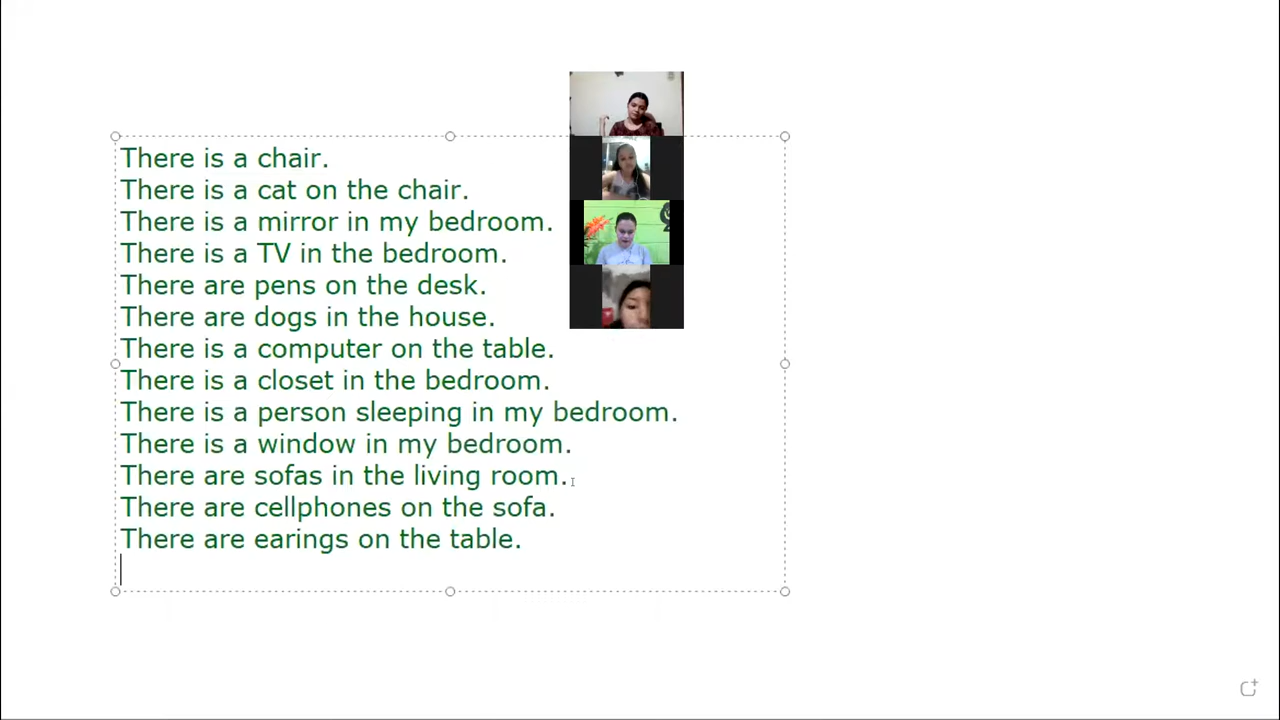 There is a chair.
There is a cat on the chair.
There is a mirror in my bedroom.
There is a TV in the bedroom.
There are pens on the desk.
There are dogs in the house.
There is a computer on the table.
There is a closet in the bedroom.
There is a person sleeping in my bedroom.
There is a window in my bedroom.
There are sofas in the living room.
There are cellphones on the sofa.
There are earings on the table.